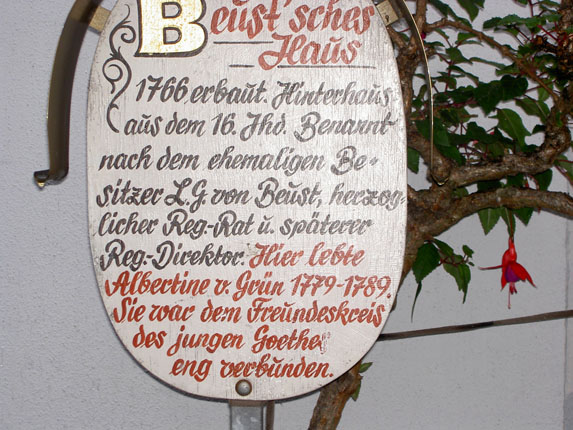 Beust'sches
Haus
1766 erbaut. Hinterhaus
aus dem 16. Jhd. Benannt
nach dem ehemaligen Be-
sitzer L.G. von Beust, herzog-
licher Reg-Rat u. späterer
Reg.-Direktor. Hier lebte
Albertine v. Grün 1779-1789.
Sie war dem Freundeskreis
des jungen Goethes
eng verbunden.